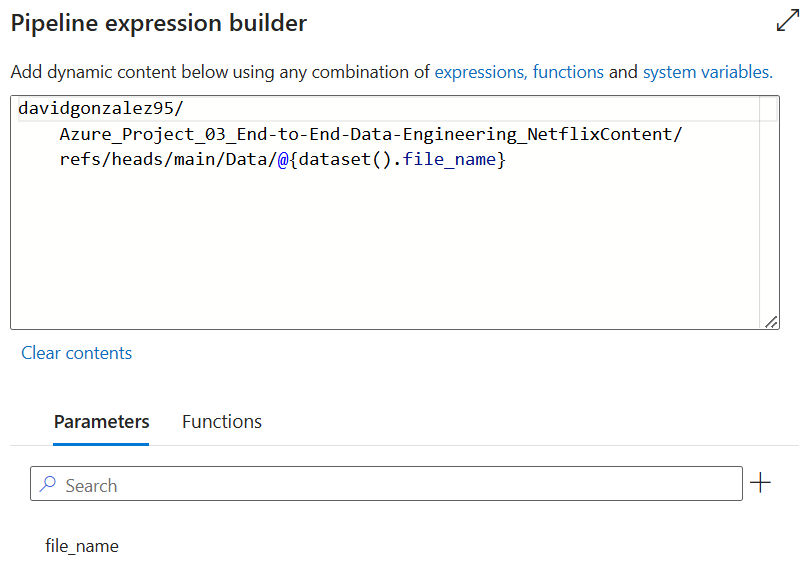 Pipeline expression builder
Add dynamic content below using any combination of expressions, functions and system variables.
davidgonzalez95/
Azure_Project_03_End-to-End-Data-Engineering_NetflixContent/
refs/heads/main/Data/@{dataset().file_name}
Clear contents
Parameters Functions
Search
file_name